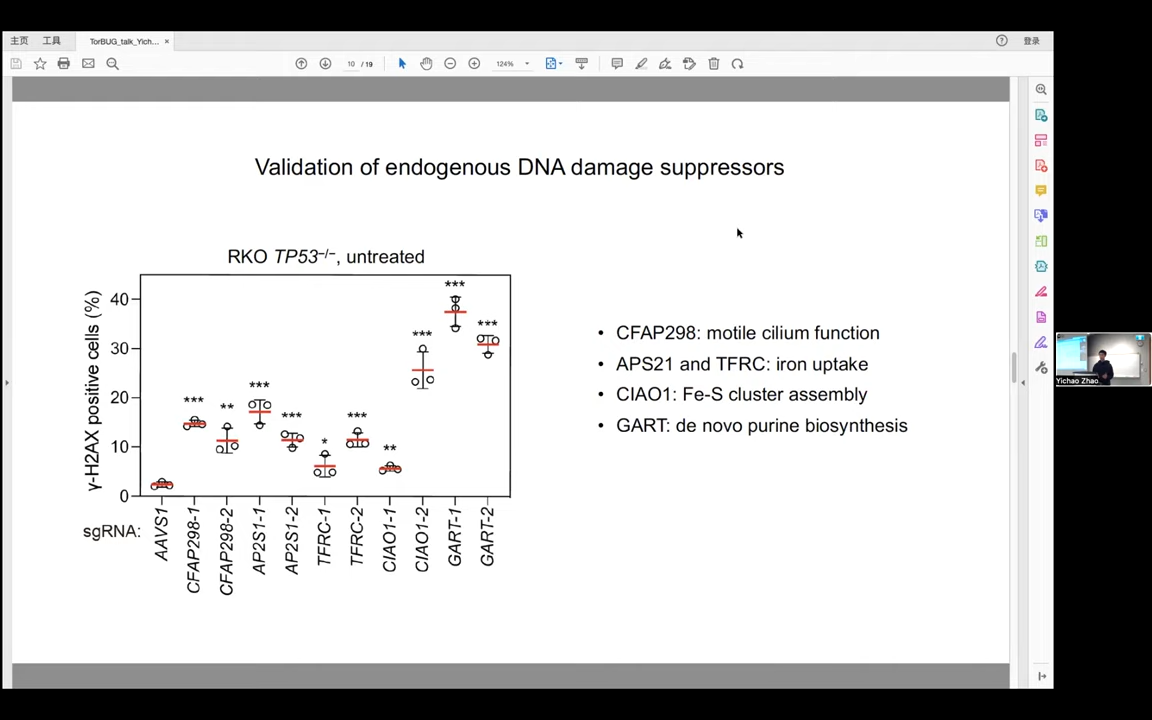 主页 工具 TorBUG_talk_Yich... × 登录
10 / 19 124%
Validation of endogenous DNA damage suppressors
RKO TP53–/–, untreated
γ-H2AX positive cells (%)
40
30
20
10
0
***
**
***
***
*
***
**
***
***
***
sgRNA:
AAVS1
CFAP298-1
CFAP298-2
AP2S1-1
AP2S1-2
TFRC-1
TFRC-2
CIAO1-1
CIAO1-2
GART-1
GART-2
• CFAP298: motile cilium function
• APS21 and TFRC: iron uptake
• CIAO1: Fe-S cluster assembly
• GART: de novo purine biosynthesis
Yichao Zhao